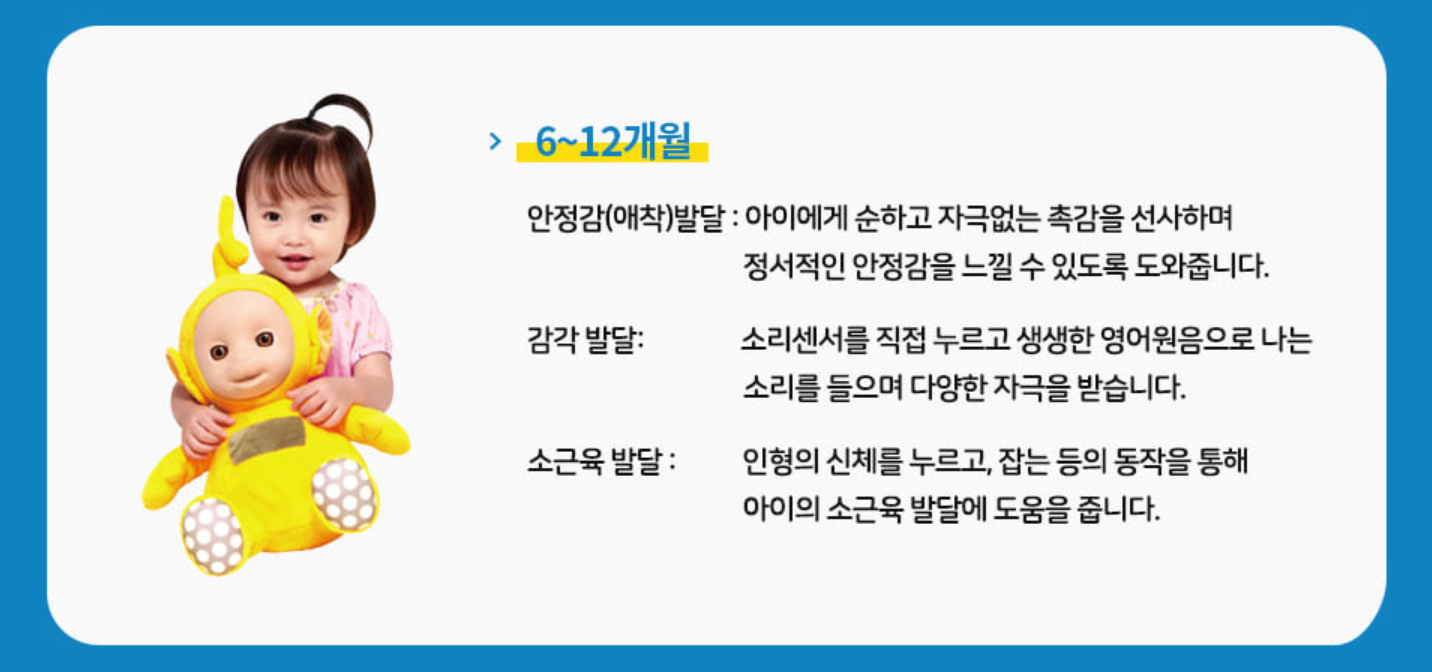 6~12개월
안정감(애착)발달 : 아이에게 순하고 자극없는 촉감을 선사하며
정서적인 안정감을 느낄 수 있도록 도와줍니다.
감각 발달: 소리센서를 직접 누르고 생생한 영어원음으로 나는
소리를 들으며 다양한 자극을 받습니다.
소근육 발달 : 인형의 신체를 누르고, 잡는 등의 동작을 통해
아이의 소근육 발달에 도움을 줍니다.